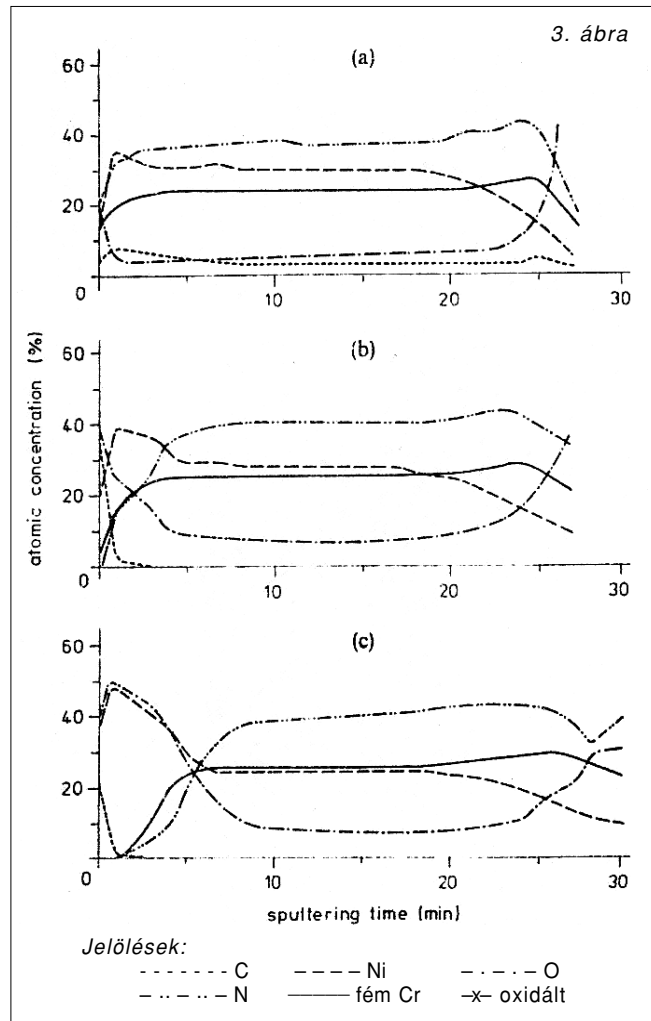 3. ábra
(a)
60
40
20
0
10
20
30
(b)
60
40
20
0
10
20
30
(c)
60
40
20
0
10
20
30
atomic concentration (%)
sputtering time (min)
Jelölések:
C
Ni
O
N
fém Cr
-x- oxidált